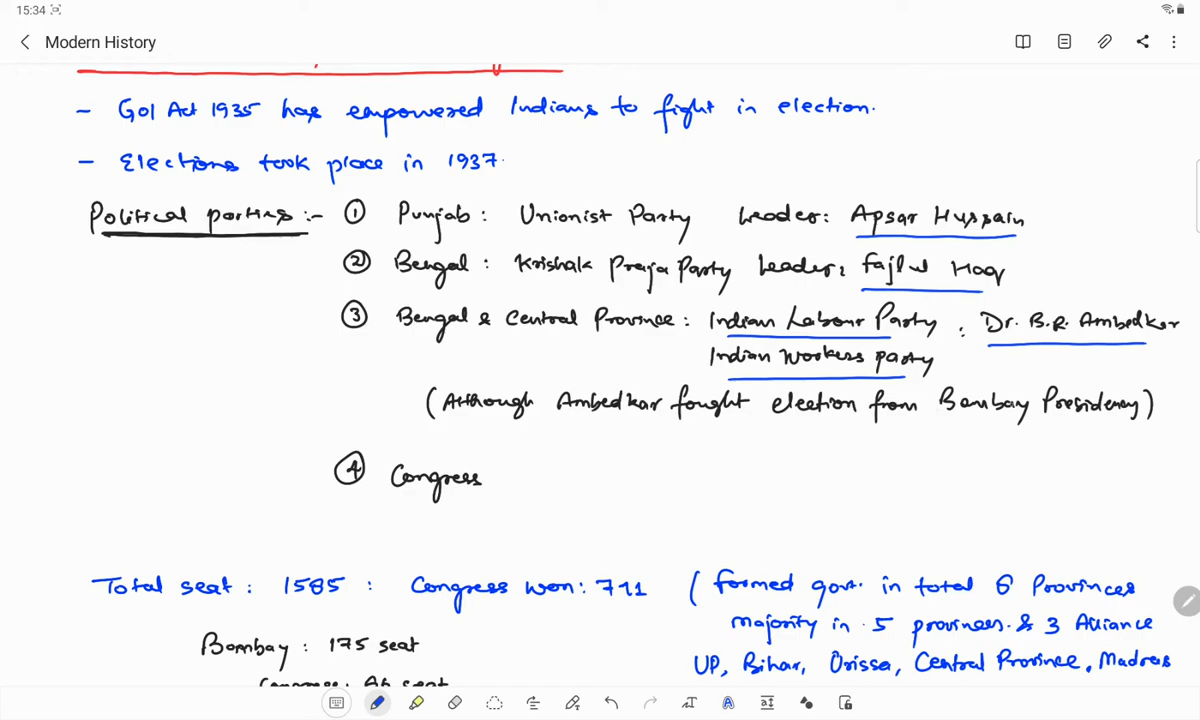 15:34
Modern History
- GoI Act 1935 has empowered Indians to fight in election.
- Elections took place in 1937.
Political parties :- ① Punjab : Unionist Party Leader : Apsar Hussain
② Bengal : Krishak Praja Party Leader : Fajlul Haq
③ Bengal & Central Province : Indian Labour Party : Dr. B.R. Ambedkar
Indian Workers party
(Although Ambedkar fought election from Bombay Presidency)
④ Congress
Total seat : 1585 : Congress won : 711 (formed govt. in total 8 Provinces
majority in 5 provinces & 3 Alliance
Bombay : 175 seat
UP, Bihar, Orissa, Central Province, Madras